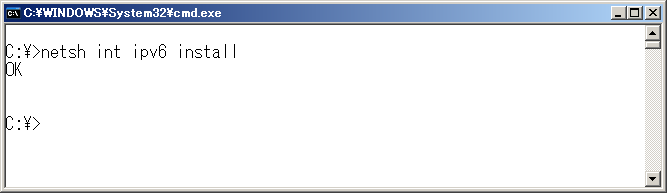 C:¥WINDOWS¥System32¥cmd.exe
C:¥>netsh int ipv6 install
OK
C:¥>